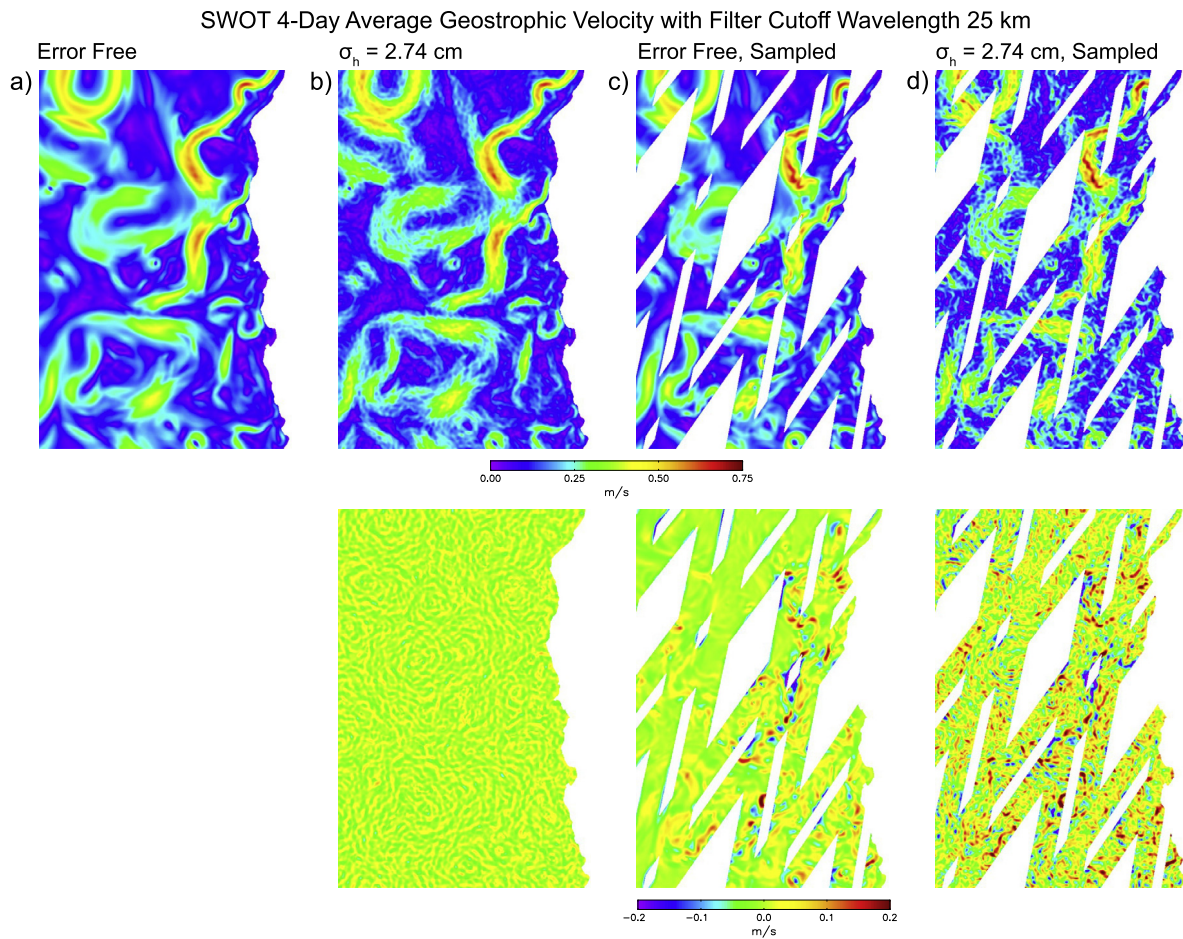 SWOT 4-Day Average Geostrophic Velocity with Filter Cutoff Wavelength 25 km
Error Free
σh = 2.74 cm
Error Free, Sampled
σh = 2.74 cm, Sampled
a)
b)
c)
d)
0.00 0.25 0.50 0.75
m/s
−0.2 −0.1 0.0 0.1 0.2
m/s